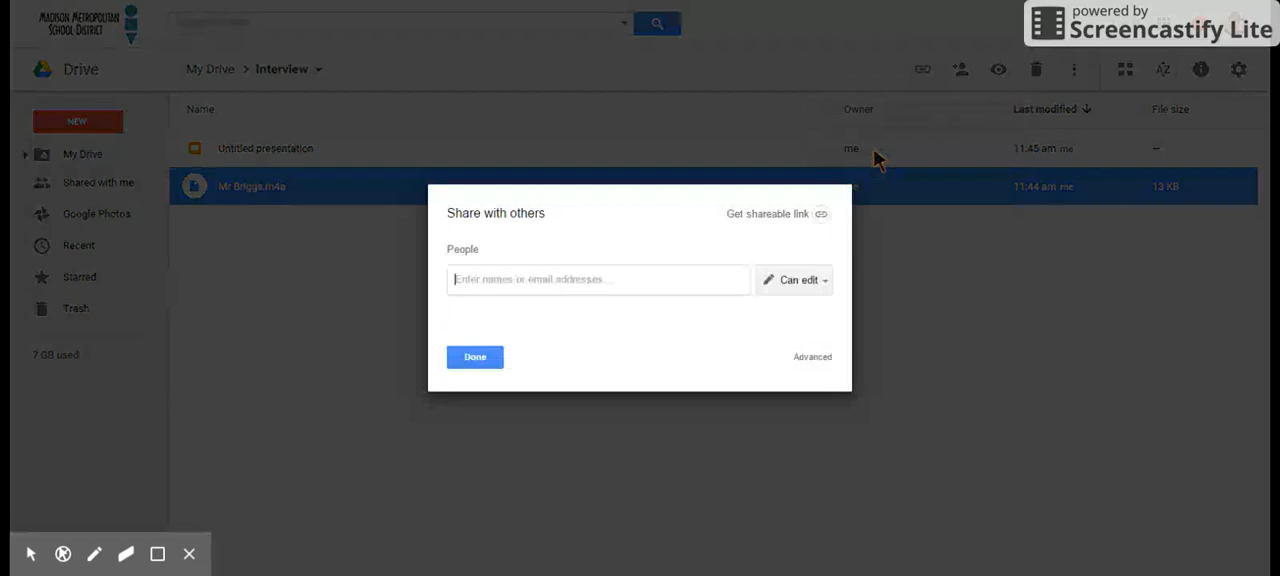 MADISON METROPOLITAN
SCHOOL DISTRICT
powered by
Screencastify Lite
Drive
My Drive > Interview
Name
Owner
Last modified
File size
NEW
Untitled presentation
me
11:45 am me
–
My Drive
Mr Briggs.m4a
11:44 am me
13 KB
Shared with me
Google Photos
Recent
Starred
Trash
7 GB used
Share with others
Get shareable link
People
Enter names or email addresses...
Can edit
Done
Advanced